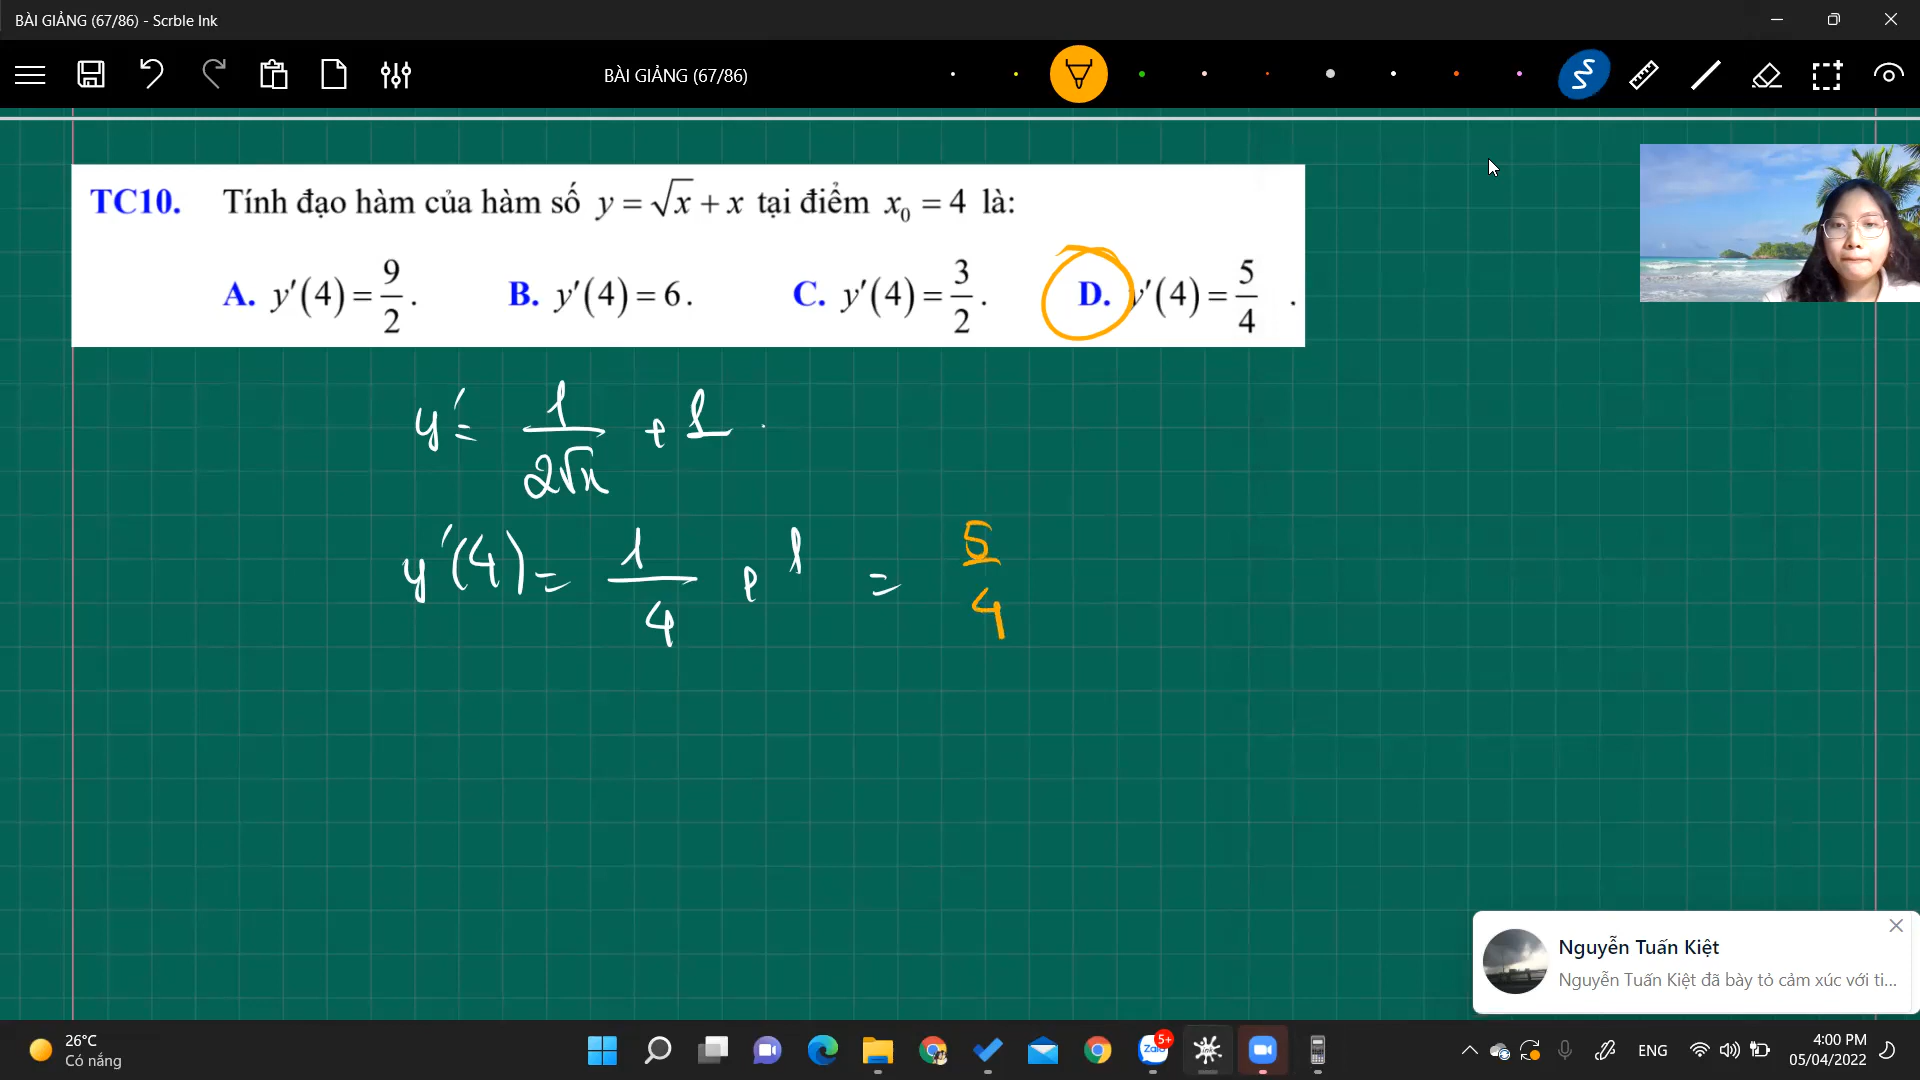 BÀI GIẢNG (67/86) - Scrble Ink
BÀI GIẢNG (67/86)
TC10. Tính đạo hàm của hàm số y = √x + x tại điểm x₀ = 4 là:
A. y'(4) = 9/2. B. y'(4) = 6. C. y'(4) = 3/2. D. y'(4) = 5/4 .
y' = 1/(2√x) + 1.
y'(4) = 1/4 + 1 = 5/4
Nguyễn Tuấn Kiệt
Nguyễn Tuấn Kiệt đã bày tỏ cảm xúc với ti...
26°C
Có nắng
Zalo
5+
ENG
4:00 PM
05/04/2022